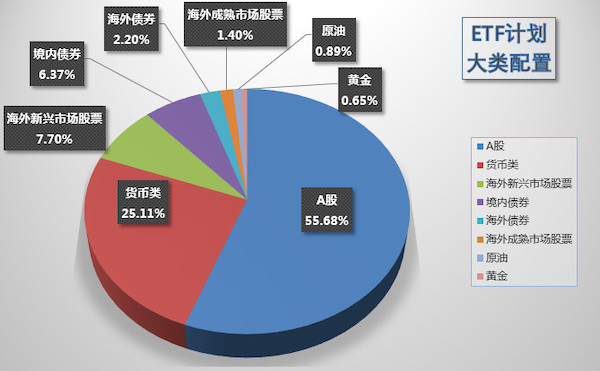 ETF计划
大类配置
海外债券
2.20%
海外成熟市场股票
1.40%
原油
0.89%
境内债券
6.37%
黄金
0.65%
海外新兴市场股票
7.70%
货币类
25.11%
A股
55.68%
A股
货币类
海外新兴市场股票
境内债券
海外债券
海外成熟市场股票
原油
黄金